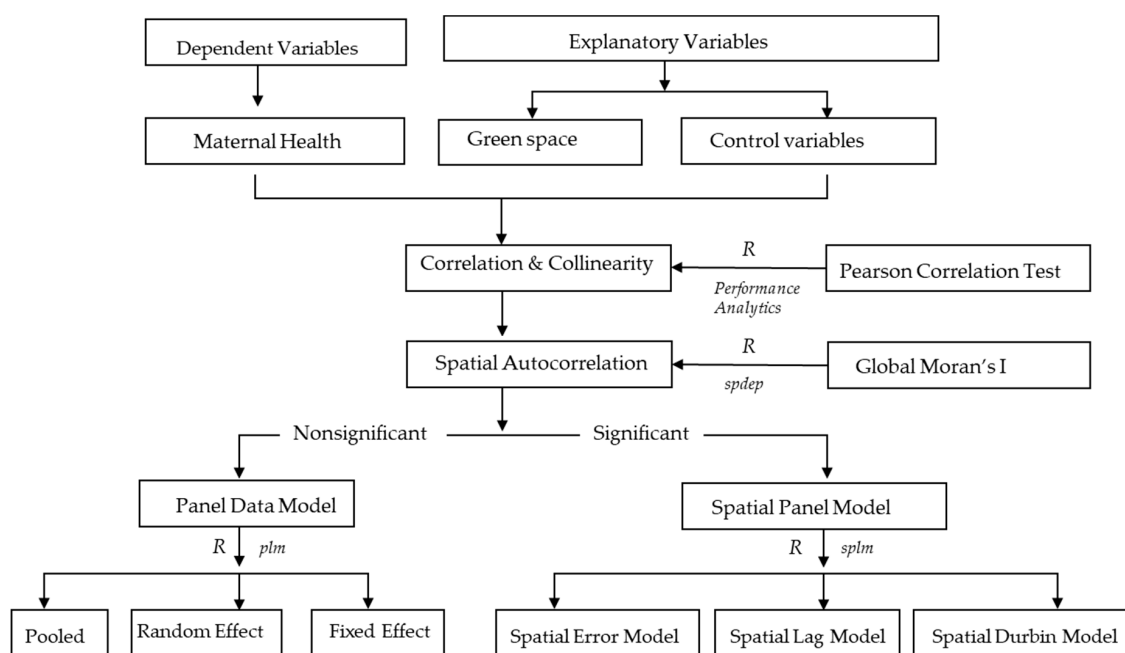 Dependent Variables
Explanatory Variables
Maternal Health
Green space
Control variables
Correlation & Collinearity
R
Performance
Analytics
Pearson Correlation Test
Spatial Autocorrelation
R
spdep
Global Moran's I
Nonsignificant
Significant
Panel Data Model
Spatial Panel Model
R plm
R splm
Pooled
Random Effect
Fixed Effect
Spatial Error Model
Spatial Lag Model
Spatial Durbin Model